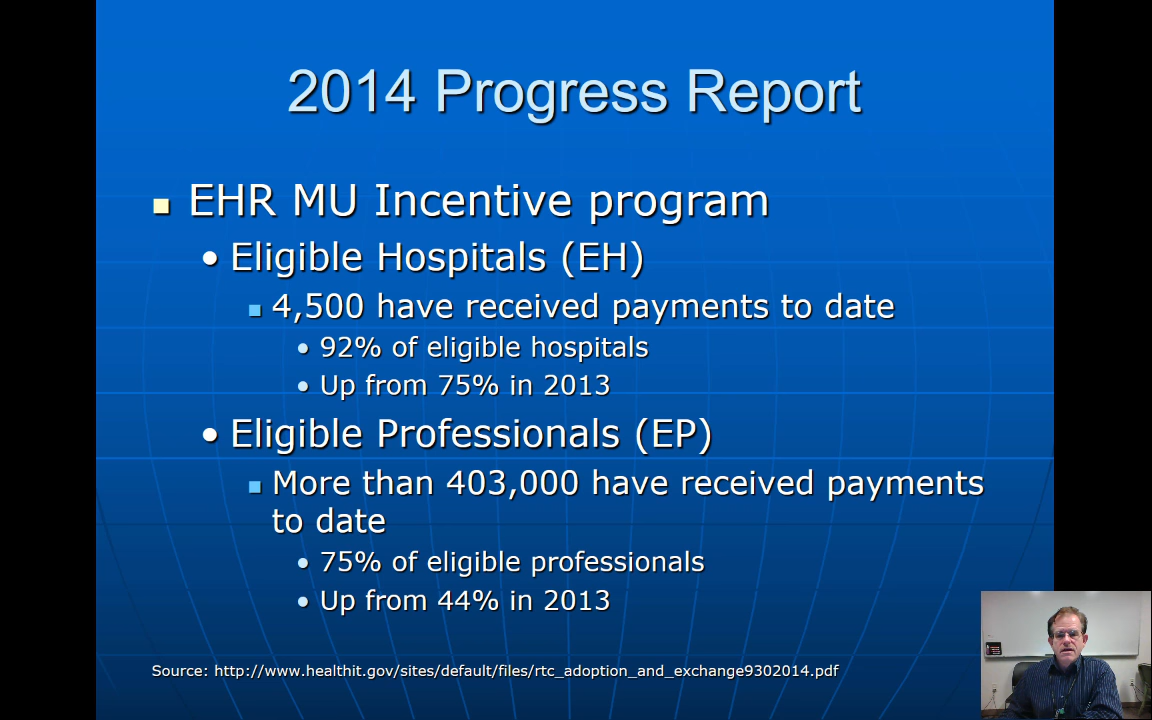 2014 Progress Report
EHR MU Incentive program
Eligible Hospitals (EH)
4,500 have received payments to date
92% of eligible hospitals
Up from 75% in 2013
Eligible Professionals (EP)
More than 403,000 have received payments
to date
75% of eligible professionals
Up from 44% in 2013
Source: http://www.healthit.gov/sites/default/files/rtc_adoption_and_exchange9302014.pdf